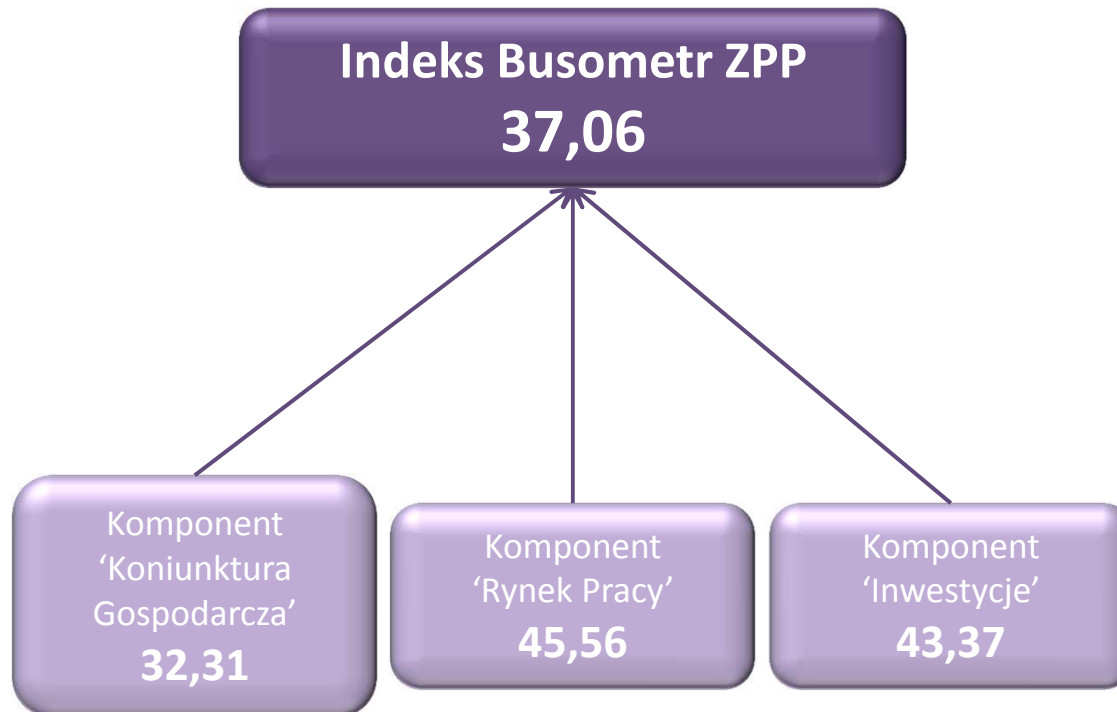 Indeks Busometr ZPP
37,06
Komponent
‘Koniunktura
Gospodarcza’
32,31
Komponent
‘Rynek Pracy’
45,56
Komponent
‘Inwestycje’
43,37